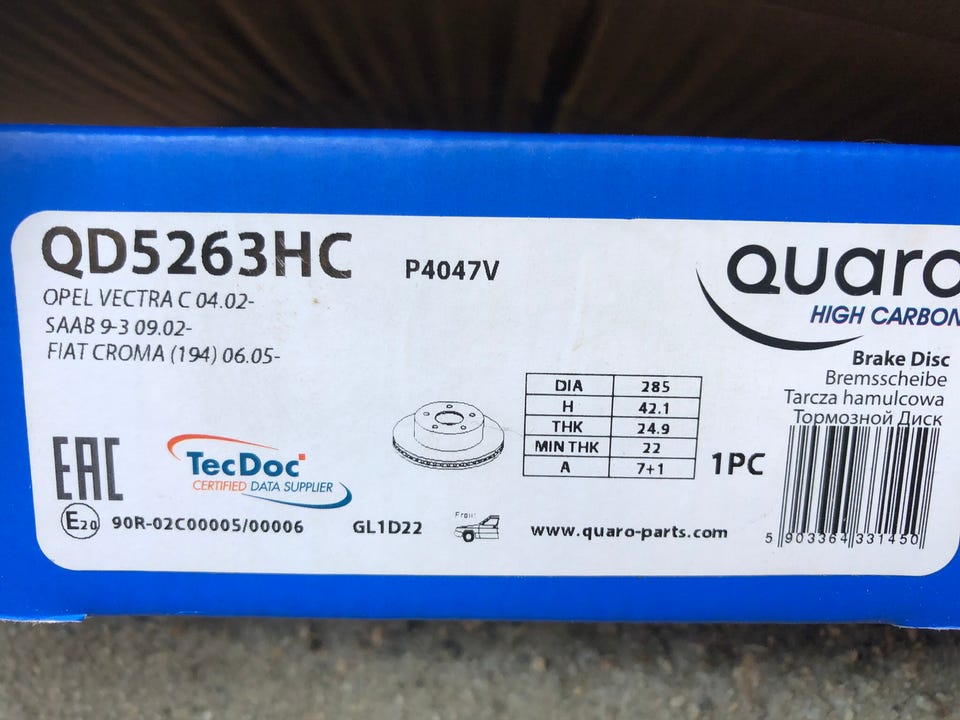 QD5263HC
P4047V
OPEL VECTRA C 04.02-
SAAB 9-3 09.02-
FIAT CROMA (194) 06.05-
quaro
HIGH CARBON
Brake Disc
Bremsscheibe
Tarcza hamulcowa
Тормозной Диск
DIA 285
H 42.1
THK 24.9
MIN THK 22
A 7+1
1PC
EAC
TecDoc
CERTIFIED DATA SUPPLIER
E20 90R-02C00005/00006
GL1D22
Front
www.quaro-parts.com
5 903364 331450